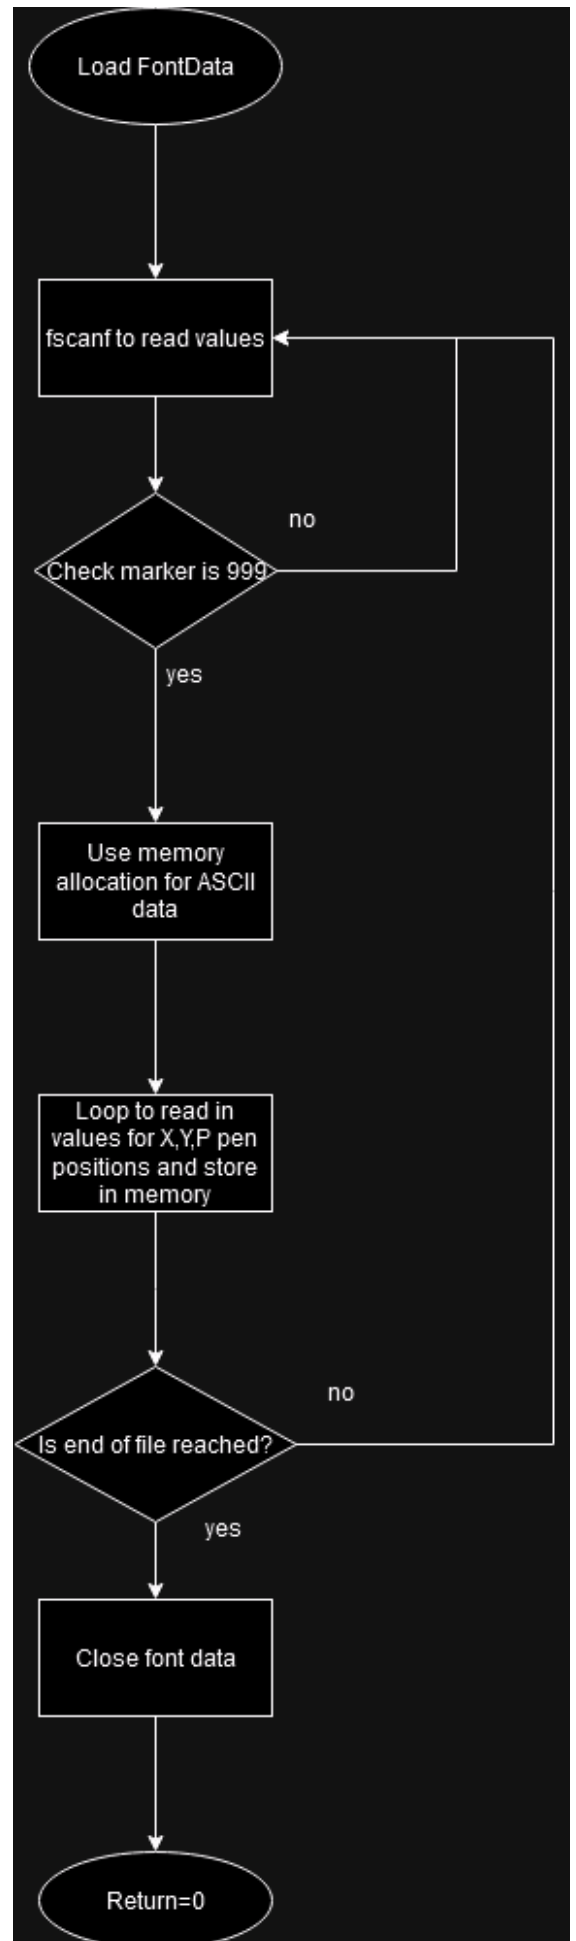 Load FontData
fscanf to read values
no
Check marker is 999
yes
Use memory
allocation for ASCII
data
Loop to read in
values for X,Y,P pen
positions and store
in memory
no
Is end of file reached?
yes
Close font data
Return=0